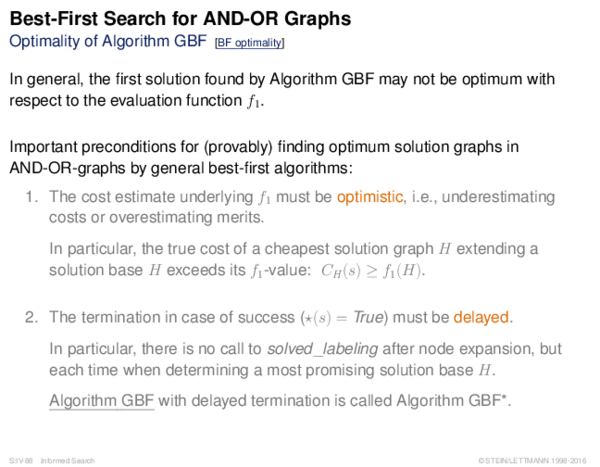 Best-First Search for AND-OR Graphs
Optimality of Algorithm GBF [BF optimality]
In general, the first solution found by Algorithm GBF may not be optimum with
respect to the evaluation function f₁.
Important preconditions for (provably) finding optimum solution graphs in
AND-OR-graphs by general best-first algorithms:
1. The cost estimate underlying f₁ must be optimistic, i.e., underestimating
costs or overestimating merits.
In particular, the true cost of a cheapest solution graph H extending a
solution base H exceeds its f₁-value: C_H(s) ≥ f₁(H).
2. The termination in case of success (⋆(s) = True) must be delayed.
In particular, there is no call to solved_labeling after node expansion, but
each time when determining a most promising solution base H.
Algorithm GBF with delayed termination is called Algorithm GBF*.
S:IV-88 Informed Search
©STEIN/LETTMANN 1998-2016